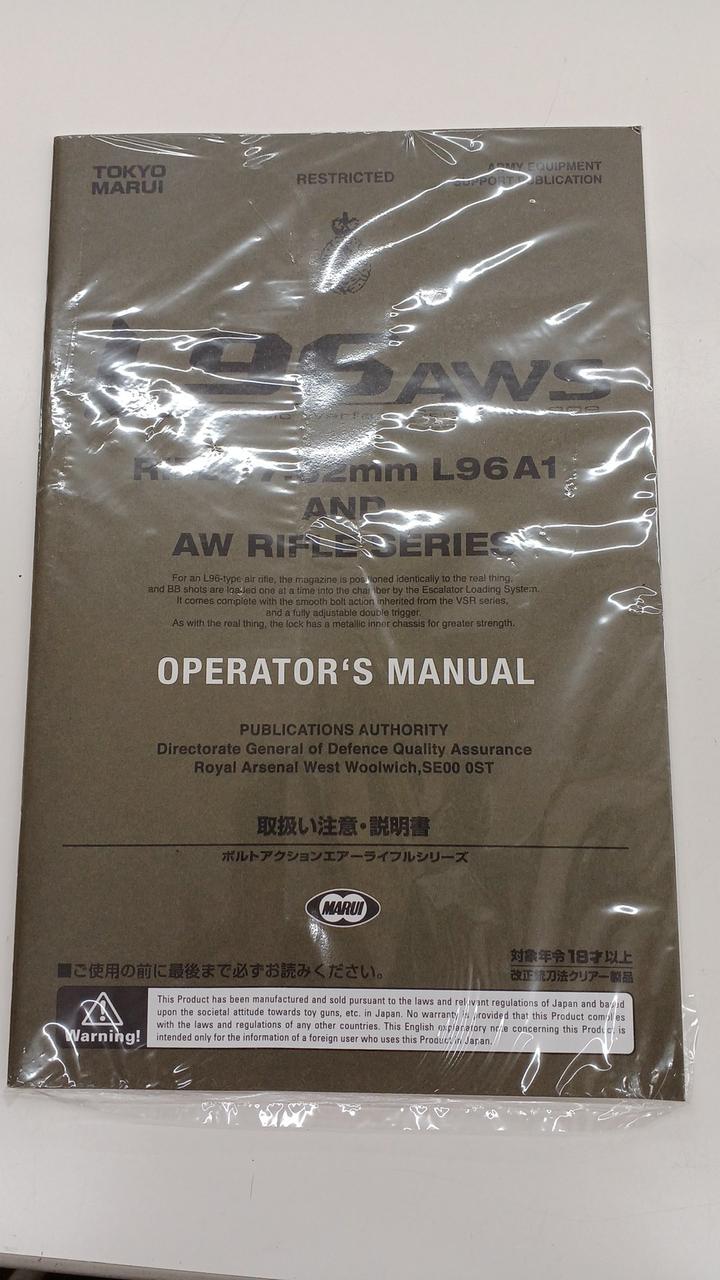 TOKYO
MARUI
RESTRICTED
ARMY EQUIPMENT
SUPPORT PUBLICATION
L96 AWS
7.62mm L96A1
AND
AW RIFLE SERIES
For an L96-type air rifle, the magazine is positioned identically to the real thing,
and BB shots are loaded one at a time into the chamber by the Escalator Loading System.
It comes complete with the smooth bolt action inherited from the VSR series,
and a fully adjustable double trigger.
As with the real thing, the lock has a metallic inner chassis for greater strength.
OPERATOR‘S MANUAL
PUBLICATIONS AUTHORITY
Directorate General of Defence Quality Assurance
Royal Arsenal West Woolwich,SE00 0ST
取扱い注意・説明書
ボルトアクションエアーライフルシリーズ
MARUI
■ご使用の前に最後まで必ずお読みください。
対象年令18才以上
改正銃刀法クリアー製品
Warning!
This Product has been manufactured and sold pursuant to the laws and relevant regulations of Japan and based
upon the societal attitude towards toy guns, etc. in Japan. No warranty is provided that this Product complies
with the laws and regulations of any other countries. This English explanatory note concerning this Product is
intended only for the information of a foreign user who uses this Product in Japan.